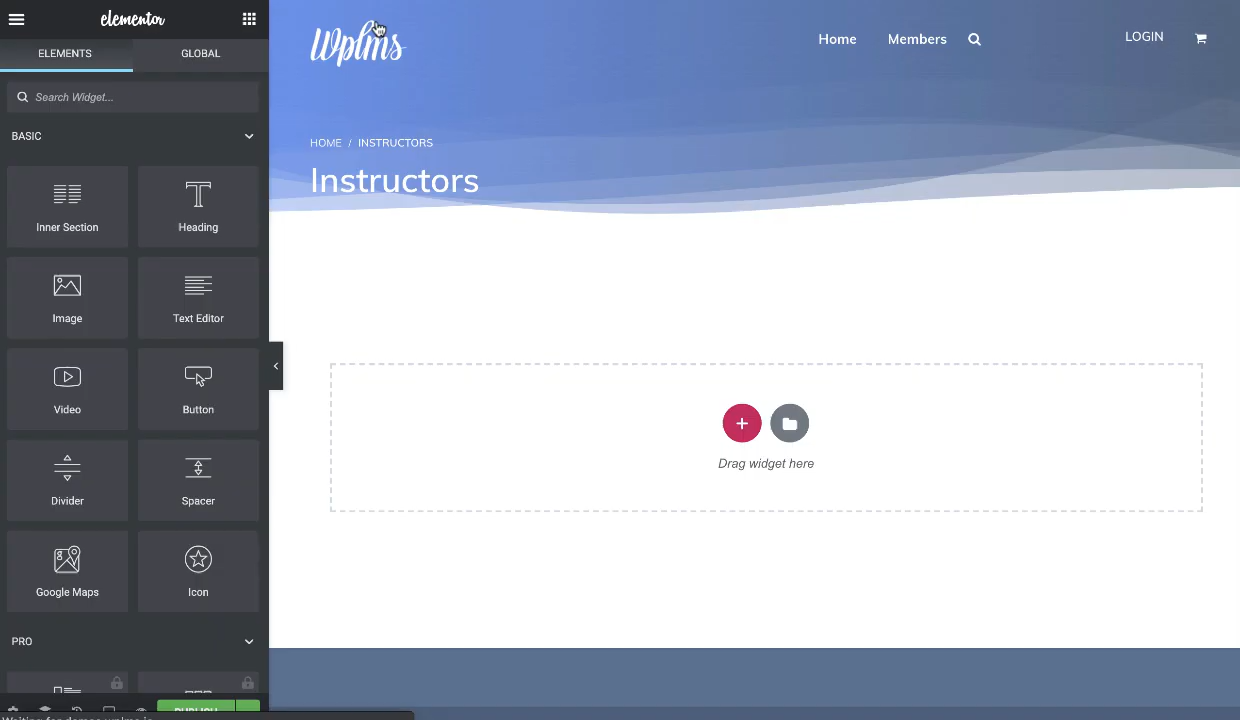 elementor
ELEMENTS
GLOBAL
Search Widget...
BASIC
Inner Section
Heading
Image
Text Editor
Video
Button
Divider
Spacer
Google Maps
Icon
PRO
PUBLISH
Wplms
Home
Members
LOGIN
HOME / INSTRUCTORS
Instructors
Drag widget here